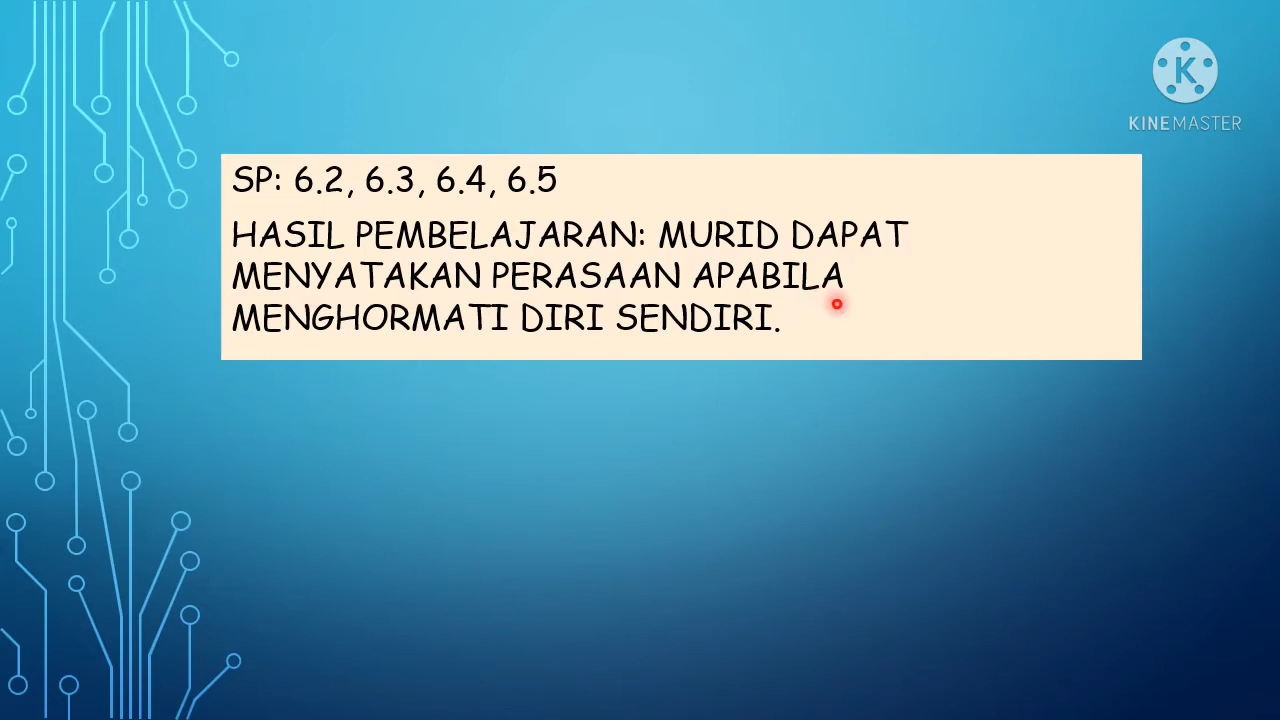 K
KINEMASTER
SP: 6.2, 6.3, 6.4, 6.5
HASIL PEMBELAJARAN: MURID DAPAT
MENYATAKAN PERASAAN APABILA
MENGHORMATI DIRI SENDIRI.